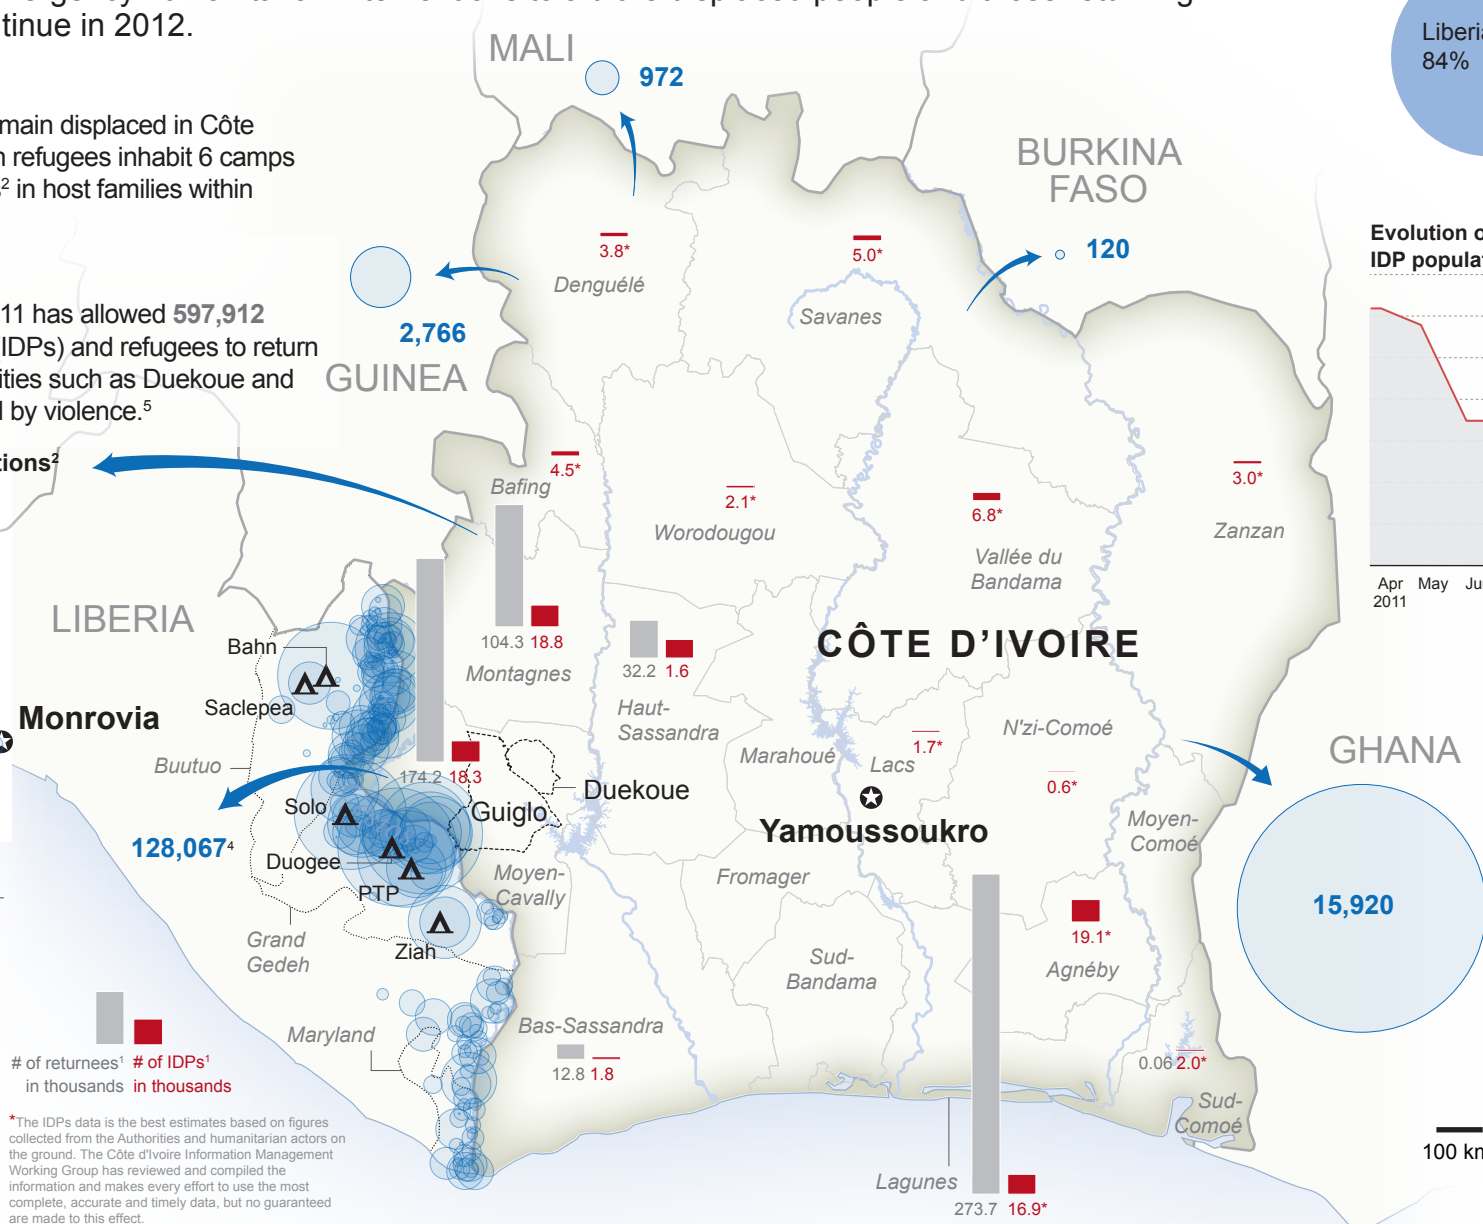 tinue in 2012.
MALI
972
Liberia
84%
main displaced in Côte
refugees inhabit 6 camps
² in host families within
BURKINA
FASO
120
Evolution o
IDP populat
3.8*
Denguélé
5.0*
Savanes
11 has allowed 597,912
(IDPs) and refugees to return
ities such as Duekoue and
by violence.⁵
2,766
GUINEA
tions²
4.5*
Bafing
2.1*
Worodougou
6.8*
Vallée du
Bandama
3.0*
Zanzan
Apr
2011
May
Ju
LIBERIA
Bahn
Saclepea
Monrovia
Buutuo
104.3 18.8
Montagnes
32.2 1.6
Haut-
Sassandra
CÔTE D’IVOIRE
174.2 18.3
Marahoué
1.7*
Lacs
N'zi-Comoé
0.6*
GHANA
Solo
Guiglo
Duekoue
Yamoussoukro
Moyen-
Comoé
128,067⁴
Duogee
PTP
Moyen-
Cavally
Fromager
15,920
Grand
Gedeh
Ziah
Sud-
Bandama
19.1*
Agnéby
Maryland
Bas-Sassandra
12.8 1.8
0.06 2.0*
Sud-
Comoé
# of returnees¹ # of IDPs¹
in thousands in thousands
*The IDPs data is the best estimates based on figures
collected from the Authorities and humanitarian actors on
the ground. The Côte d'Ivoire Information Management
Working Group has reviewed and compiled the
information and makes every effort to use the most
complete, accurate and timely data, but no guaranteed
are made to this effect.
Lagunes
273.7 16.9*
100 km